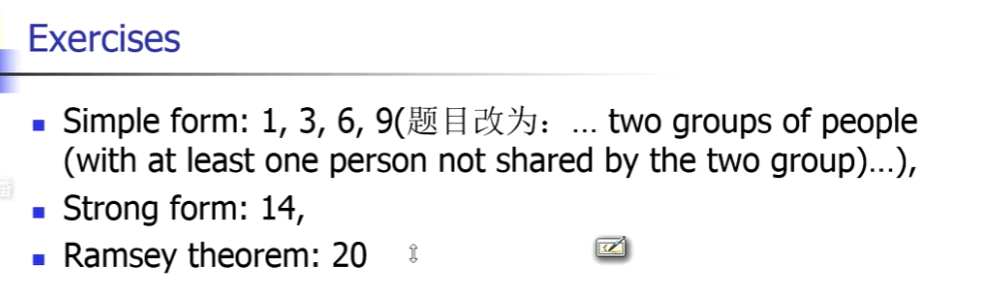 Exercises
Simple form: 1, 3, 6, 9(题目改为：… two groups of people
(with at least one person not shared by the two group)…),
Strong form: 14,
Ramsey theorem: 20